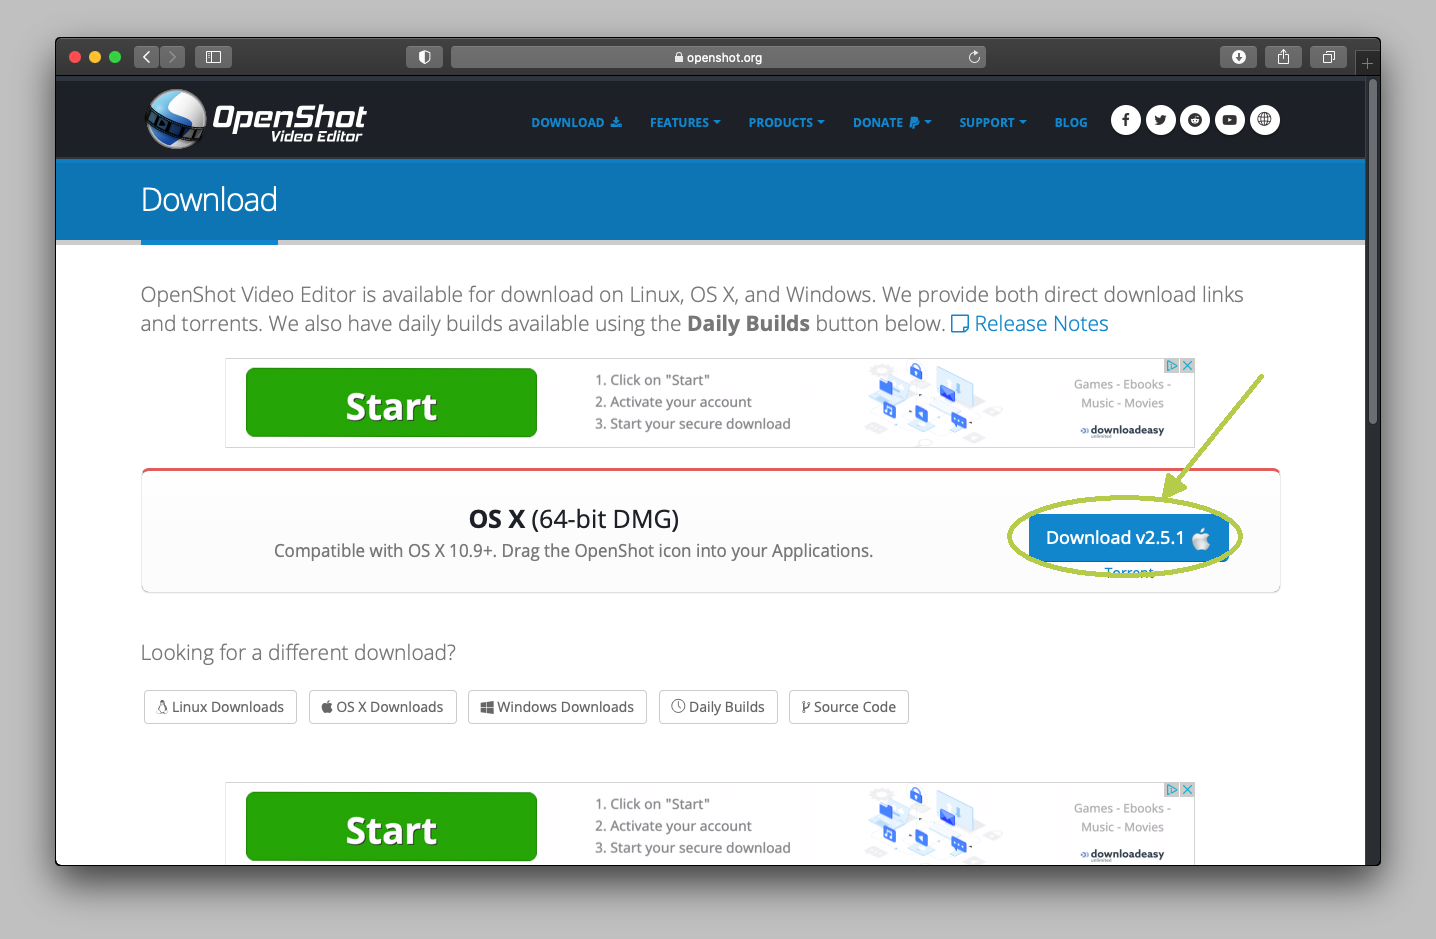 openshot.org
OpenShot
Video Editor
DOWNLOAD
FEATURES
PRODUCTS
DONATE
SUPPORT
BLOG
Download
OpenShot Video Editor is available for download on Linux, OS X, and Windows. We provide both direct download links
and torrents. We also have daily builds available using the Daily Builds button below. Release Notes
Start
1. Click on "Start"
2. Activate your account
3. Start your secure download
Games - Ebooks -
Music - Movies
downloadeasy
unlimited
OS X (64-bit DMG)
Compatible with OS X 10.9+. Drag the OpenShot icon into your Applications.
Download v2.5.1
Torrent
Looking for a different download?
Linux Downloads
OS X Downloads
Windows Downloads
Daily Builds
Source Code
Start
1. Click on "Start"
2. Activate your account
3. Start your secure download
Games - Ebooks -
Music - Movies
downloadeasy
unlimited